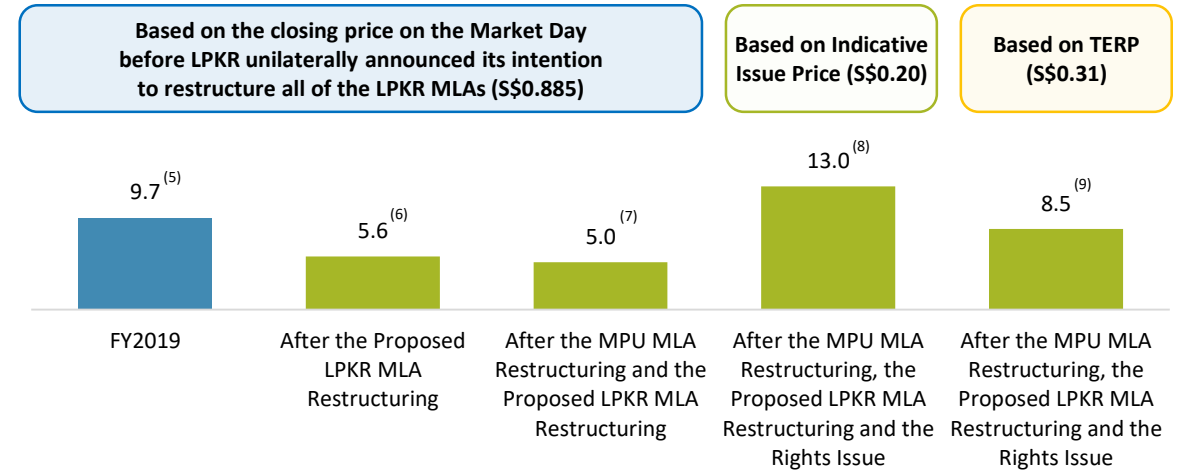 Based on the closing price on the Market Day
before LPKR unilaterally announced its intention
to restructure all of the LPKR MLAs (S$0.885)
Based on Indicative
Issue Price (S$0.20)
Based on TERP
(S$0.31)
9.7 (5)
5.6 (6)
5.0 (7)
13.0 (8)
8.5 (9)
FY2019
After the Proposed
LPKR MLA
Restructuring
After the MPU MLA
Restructuring and the
Proposed LPKR MLA
Restructuring
After the MPU MLA
Restructuring, the
Proposed LPKR MLA
Restructuring and the
Rights Issue
After the MPU MLA
Restructuring, the
Proposed LPKR MLA
Restructuring and the
Rights Issue